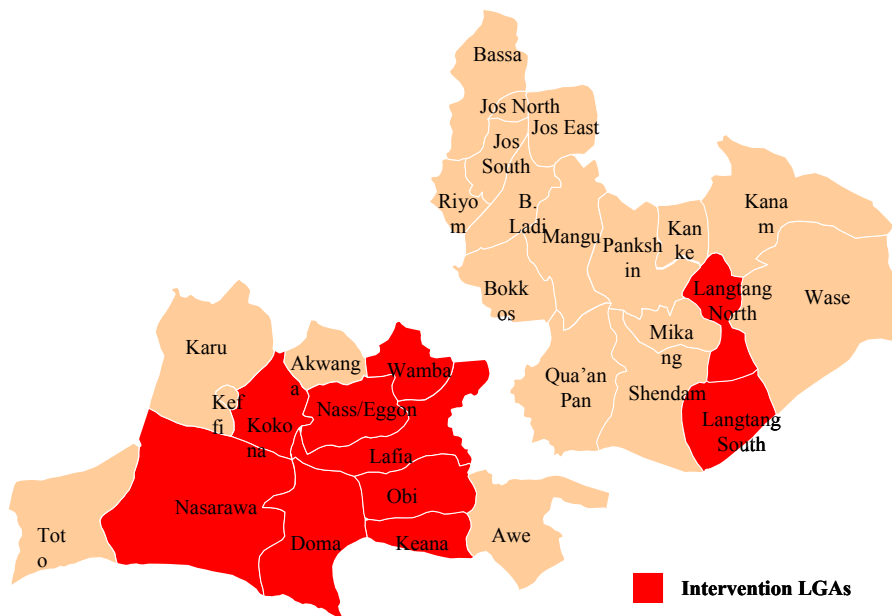 Bassa
Jos North
Jos East
Jos
South
Riyo
m
B.
Ladi
Mangu
Panksh
in
Kan
ke
Kana
m
Langtang
North
Wase
Bokk
os
Mika
ng
Qua’an
Pan
Shendam
Langtang
South
Karu
Akwang
a
Wamba
Kef
fi
Koko
na
Nass/Eggon
Lafia
Nasarawa
Obi
Tot
o
Doma
Keana
Awe
Intervention LGAs